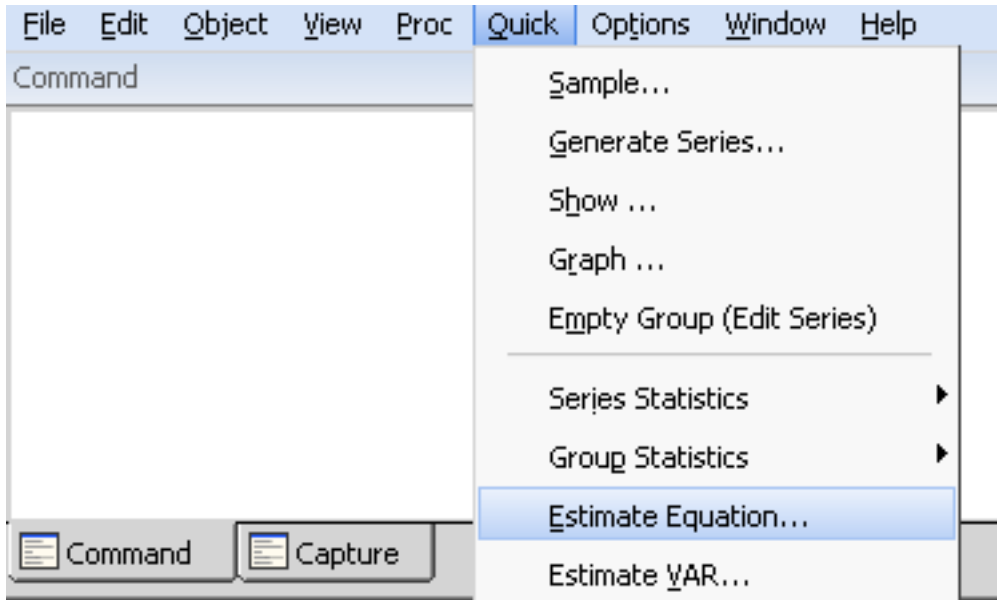 File Edit Object View Proc Quick Options Window Help
Command
Sample...
Generate Series...
Show ...
Graph ...
Empty Group (Edit Series)
Series Statistics
Group Statistics
Estimate Equation...
Estimate VAR...
Command Capture